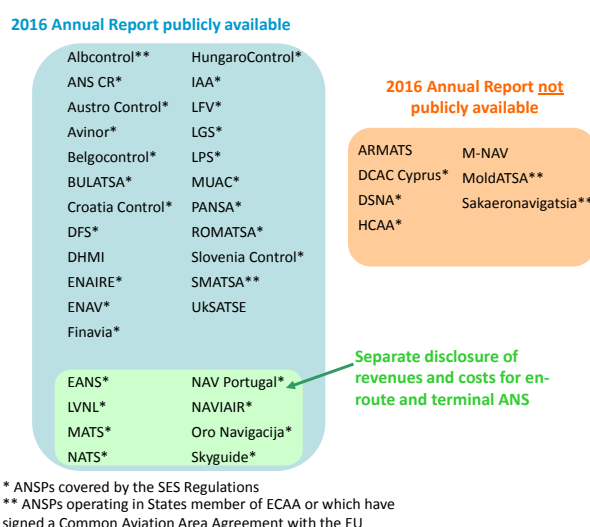 2016 Annual Report publicly available
Albcontrol**
ANS CR*
Austro Control*
Avinor*
Belgocontrol*
BULATSA*
Croatia Control*
DFS*
DHMI
ENAIRE*
ENAV*
Finavia*
HungaroControl*
IAA*
LFV*
LGS*
LPS*
MUAC*
PANSA*
ROMATSA*
Slovenia Control*
SMATSA**
UkSATSE
EANS*
LVNL*
MATS*
NATS*
NAV Portugal*
NAVIAIR*
Oro Navigacija*
Skyguide*
2016 Annual Report not
publicly available
ARMATS
DCAC Cyprus*
DSNA*
HCAA*
M-NAV
MoldATSA**
Sakaeronavigatsia**
Separate disclosure of
revenues and costs for en-
route and terminal ANS
* ANSPs covered by the SES Regulations
** ANSPs operating in States member of ECAA or which have
signed a Common Aviation Area Agreement with the EU